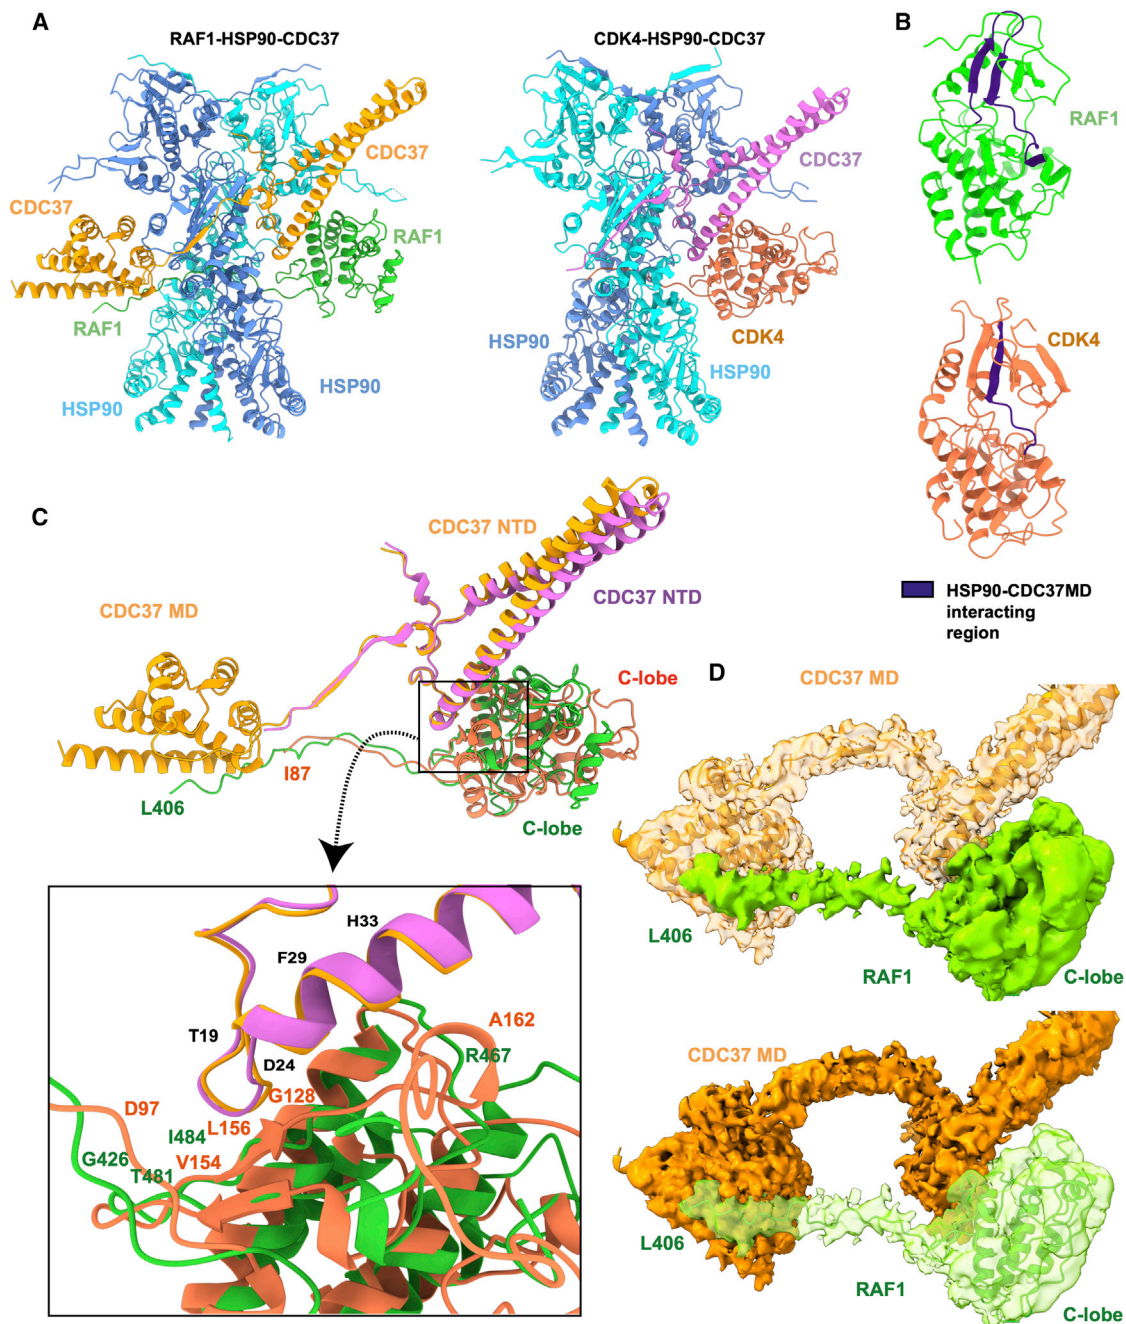 A
RAF1-HSP90-CDC37
CDC37
CDC37
RAF1
RAF1
HSP90
HSP90
CDK4-HSP90-CDC37
CDC37
HSP90
CDK4
HSP90
B
RAF1
CDK4
HSP90-CDC37MD
interacting
region
C
CDC37 NTD
CDC37 NTD
CDC37 MD
C-lobe
I87
L406
C-lobe
H33
F29
T19
D24
A162
R467
G128
D97
L156
I484
G426
V154
T481
D
CDC37 MD
L406
RAF1
C-lobe
CDC37 MD
L406
RAF1
C-lobe